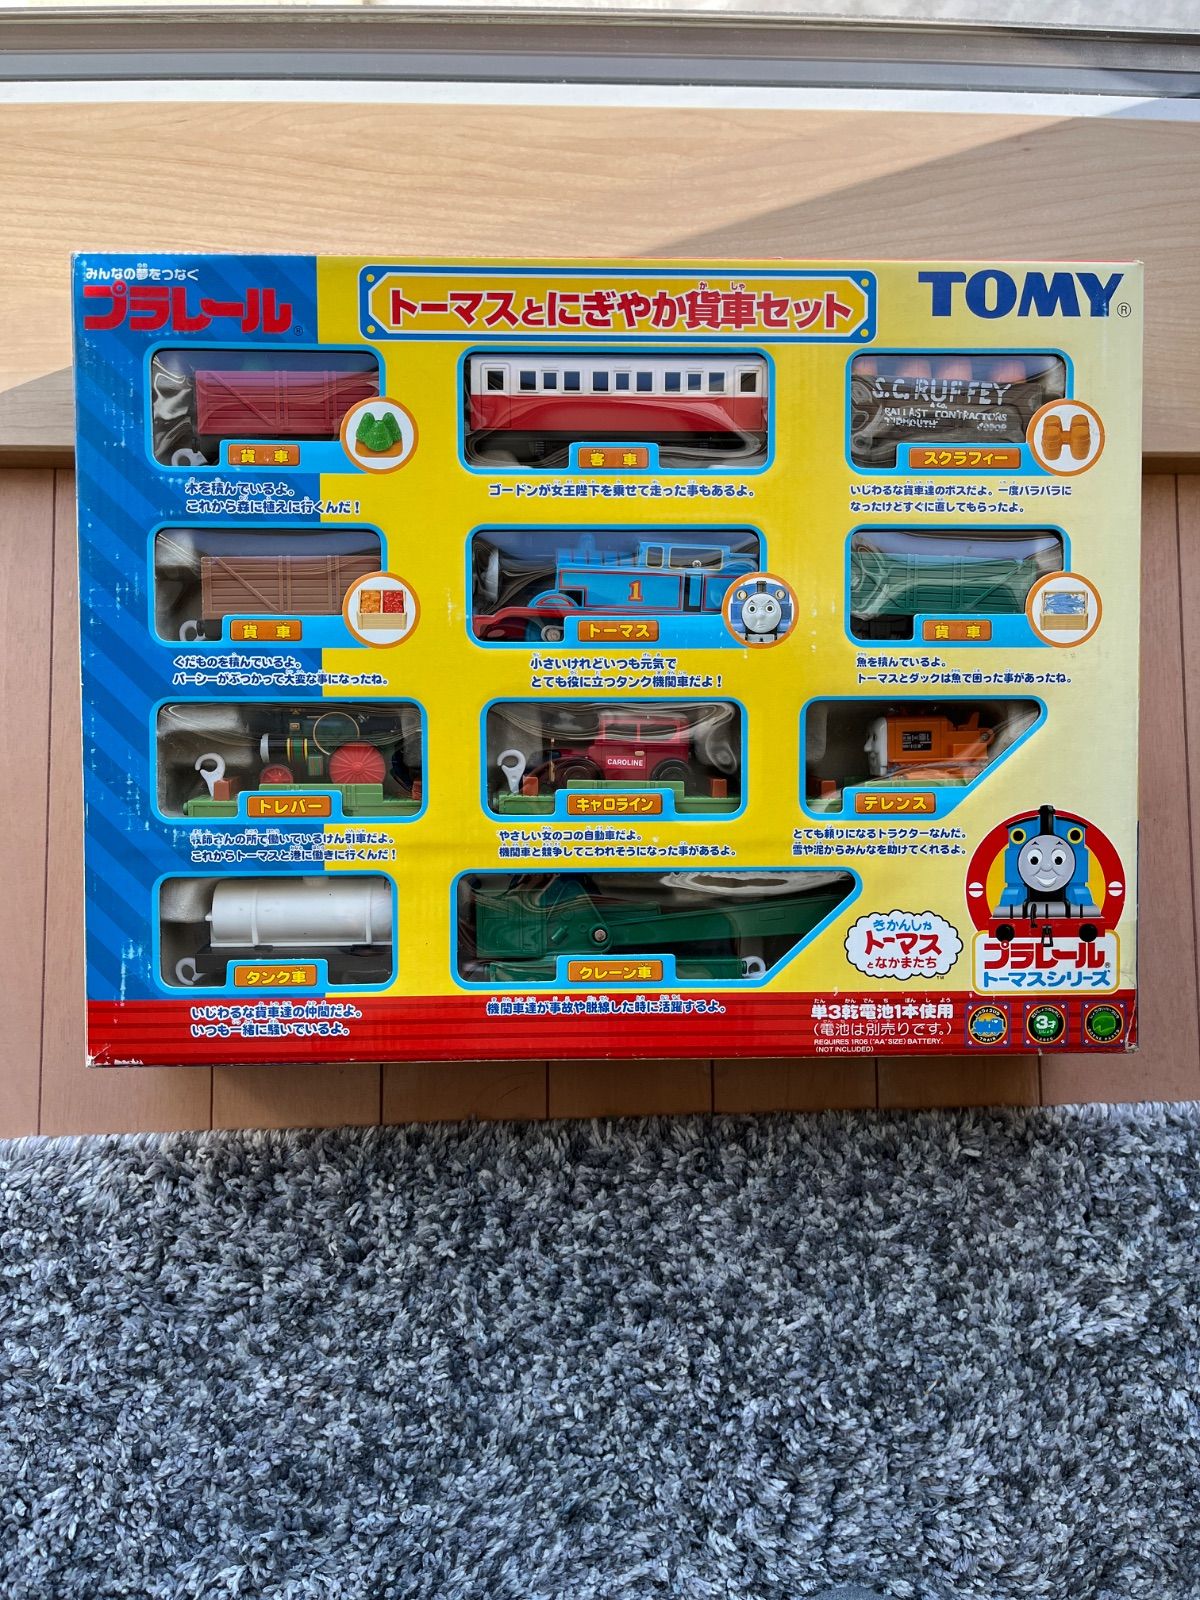 みんなの夢をつなぐ
プラレール®
トーマスとにぎやか貨車セット
TOMY®
貨車
木を積んでいるよ。
これから森に植えに行くんだ！
客車
ゴードンが女王陛下を乗せて走った事もあるよ。
S.C.RUFFEY
& CO.
BALLAST CONTRACTORS
TIDMOUTH
スクラフィー
いじわるな貨車達のボスだよ。一度バラバラに
なったけどすぐに直してもらったよ。
貨車
くだものを積んでいるよ。
パーシーがぶつかって大変な事になったね。
1
トーマス
小さいけれどいつも元気で
とても役に立つタンク機関車だよ！
貨車
魚を積んでいるよ。
トーマスとダックは魚で困った事があったね。
トレバー
牧師さんの所で働いているけん引車だよ。
これからトーマスと港に働きに行くんだ！
CAROLINE
キャロライン
やさしい女のコの自動車だよ。
機関車と競争してこわれそうになった事があるよ。
テレンス
とても頼りになるトラクターなんだ。
雪や泥からみんなを助けてくれるよ。
タンク車
いじわるな貨車達の仲間だよ。
いつも一緒に騒いでいるよ。
クレーン車
機関車達が事故や脱線した時に活躍するよ。
きかんしゃ
トーマス
となかまたち
™
プラレール®
トーマスシリーズ
単3乾電池1本使用
(電池は別売りです。)
REQUIRES 1R06 ("AA"SIZE) BATTERY.
(NOT INCLUDED)
TRAIN
3才